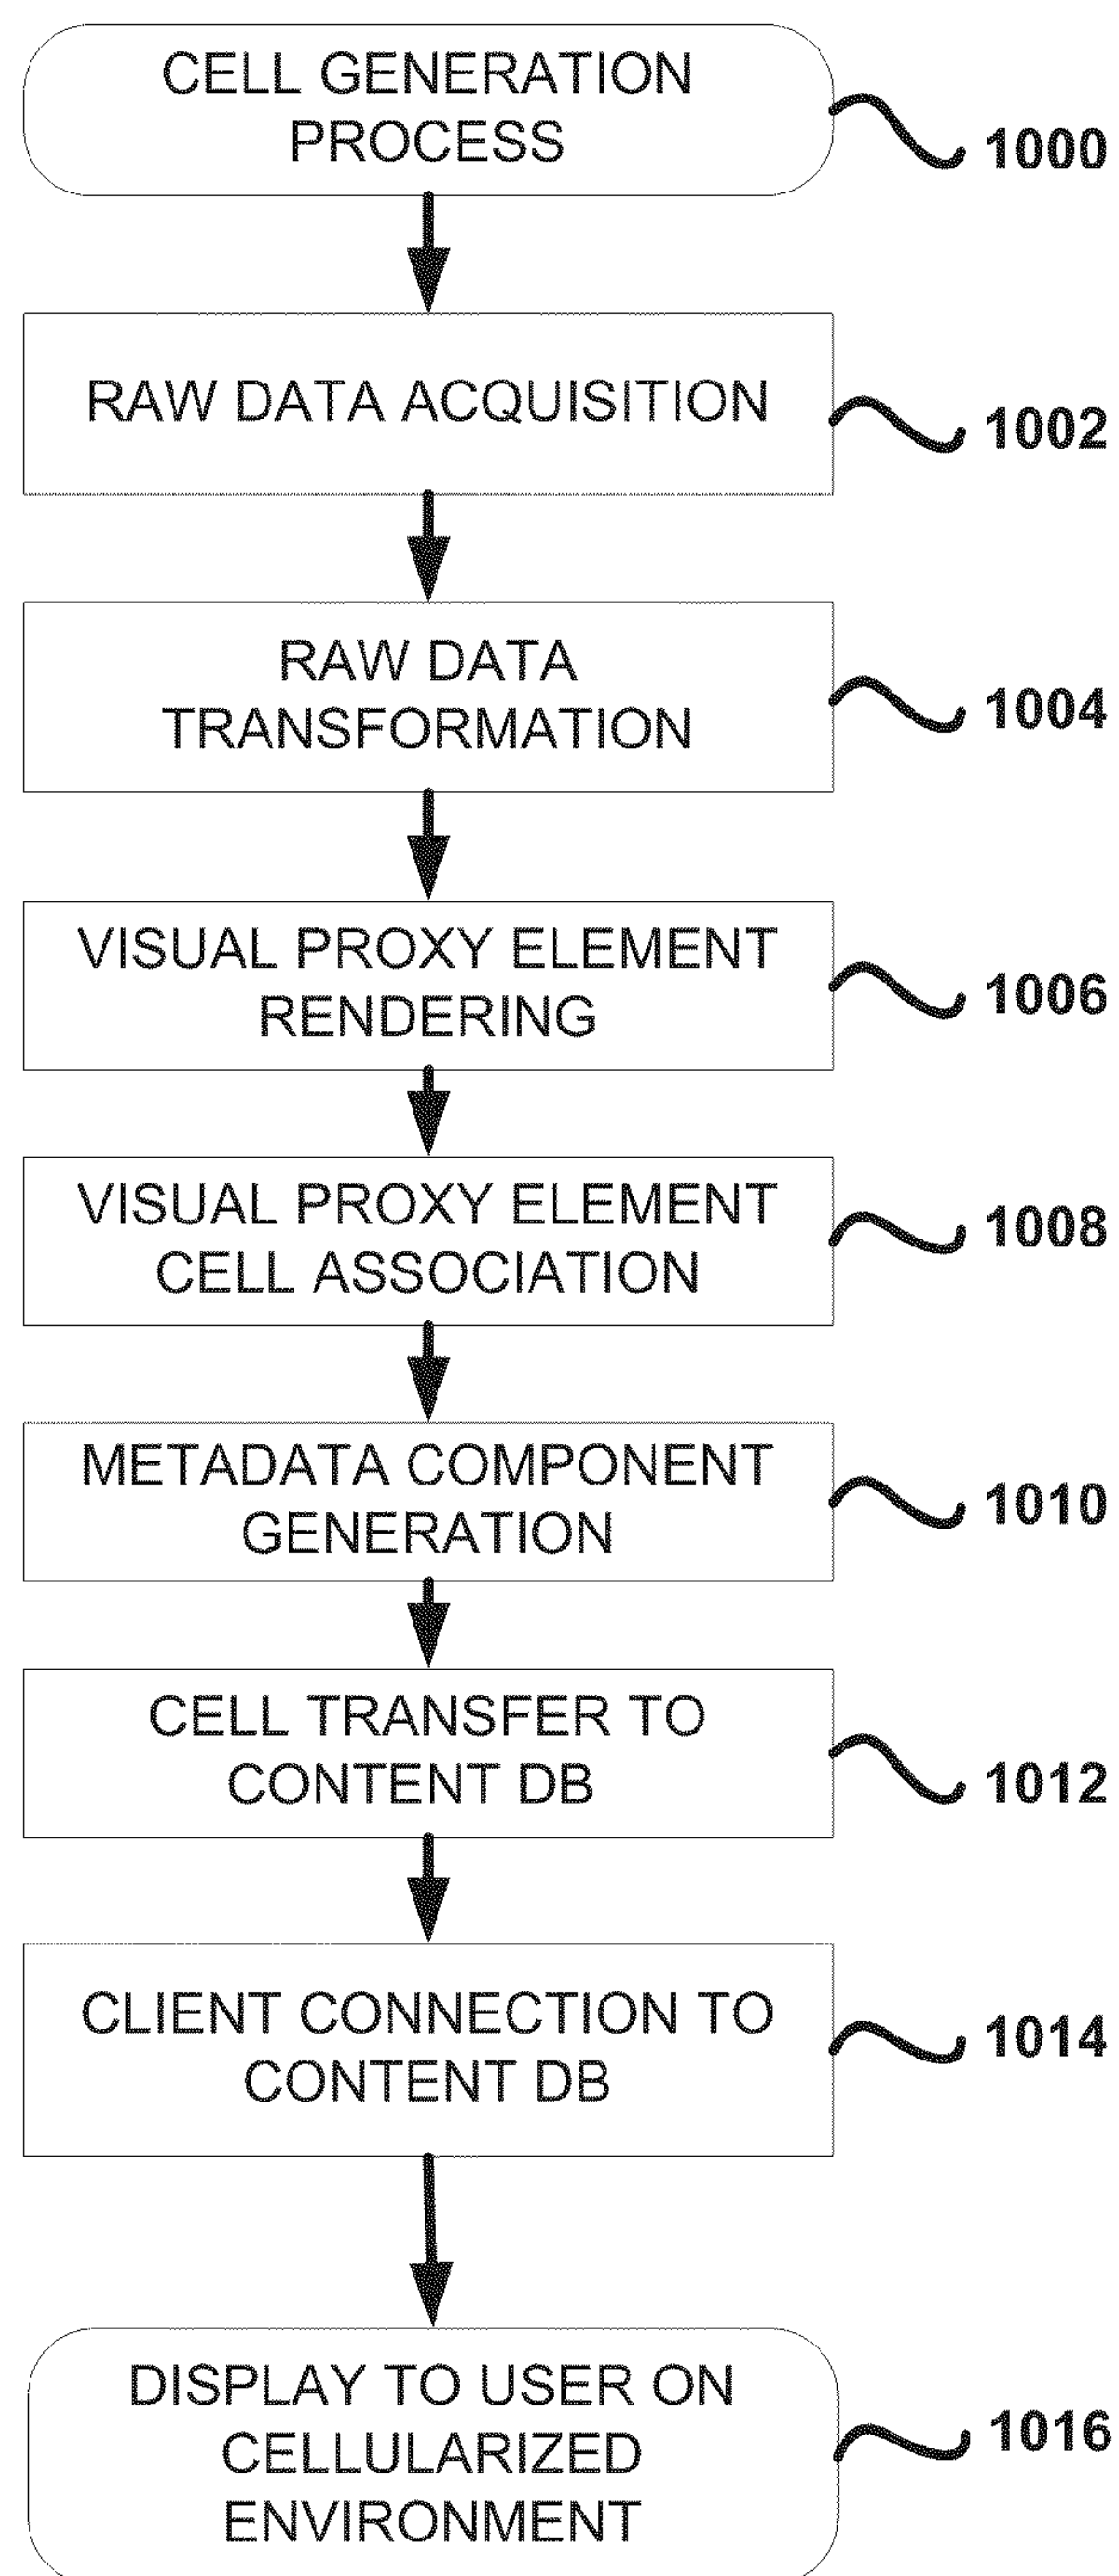 CELL GENERATION
PROCESS
1000
RAW DATA ACQUISITION
1002
RAW DATA
TRANSFORMATION
1004
VISUAL PROXY ELEMENT
RENDERING
1006
VISUAL PROXY ELEMENT
CELL ASSOCIATION
1008
METADATA COMPONENT
GENERATION
1010
CELL TRANSFER TO
CONTENT DB
1012
CLIENT CONNECTION TO
CONTENT DB
1014
DISPLAY TO USER ON
CELLULARIZED
ENVIRONMENT
1016